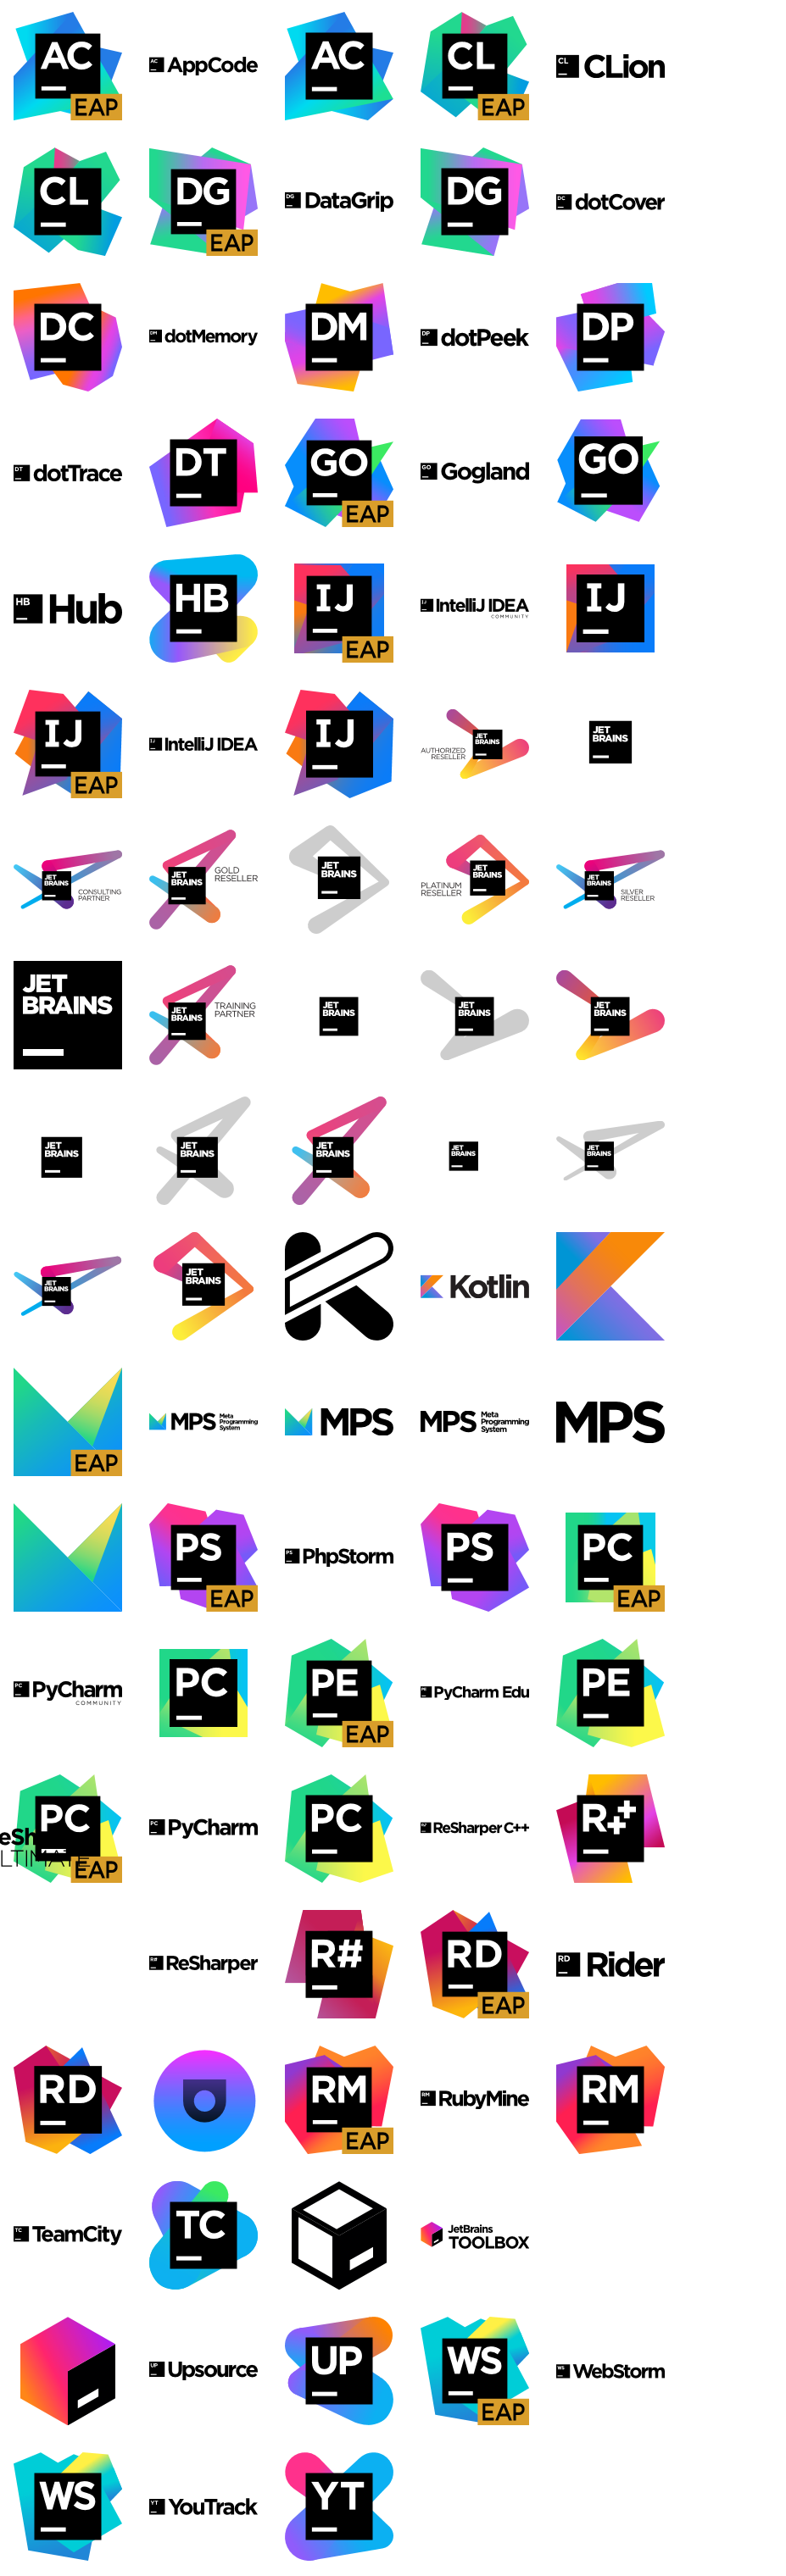 AC
EAP
AC AppCode
AC
CL
EAP
CL CLion
CL
DG
EAP
DG DataGrip
DG
DC dotCover
DC
DM dotMemory
DM
DP dotPeek
DP
DT dotTrace
DT
GO
EAP
GO Gogland
GO
HB Hub
HB
IJ
EAP
IJ IntelliJ IDEA
COMMUNITY
IJ
IJ
EAP
IJ IntelliJ IDEA
IJ
JET
BRAINS
AUTHORIZED
RESELLER
JET
BRAINS
JET
BRAINS
CONSULTING
PARTNER
JET
BRAINS
GOLD
RESELLER
JET
BRAINS
JET
BRAINS
PLATINUM
RESELLER
JET
BRAINS
SILVER
RESELLER
JET
BRAINS
JET
BRAINS
TRAINING
PARTNER
JET
BRAINS
JET
BRAINS
JET
BRAINS
JET
BRAINS
JET
BRAINS
JET
BRAINS
JET
BRAINS
JET
BRAINS
JET
BRAINS
JET
BRAINS
Kotlin
EAP
MPS Meta
Programming
System
MPS
MPS Meta
Programming
System
MPS
PS
EAP
PS PhpStorm
PS
PC
EAP
PC PyCharm
COMMUNITY
PC
PE
EAP
PyCharm Edu
PE
PC
eSh
LTIMATE
EAP
PC PyCharm
PC
ReSharper C++
R++
R# ReSharper
R#
RD
EAP
RD Rider
RD
RM
EAP
RM RubyMine
RM
TC TeamCity
TC
JetBrains
TOOLBOX
UP Upsource
UP
WS
EAP
WS WebStorm
WS
YT YouTrack
YT